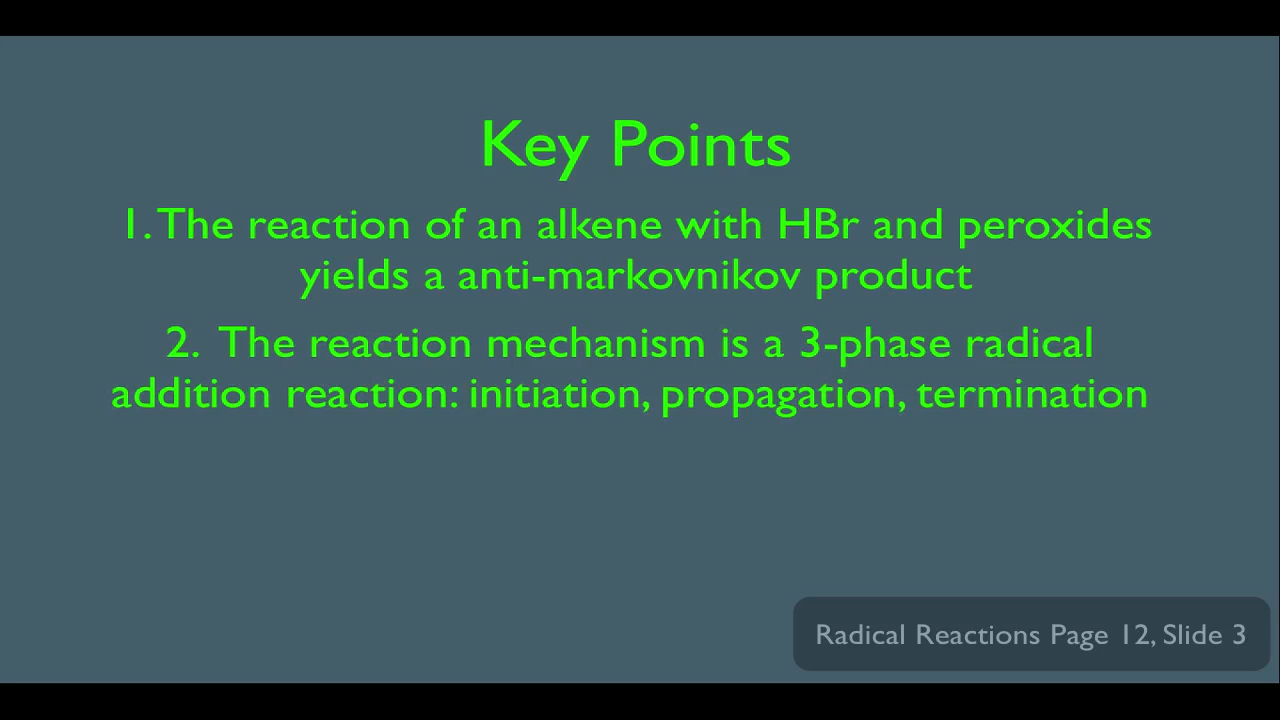 Key Points
1. The reaction of an alkene with HBr and peroxides
yields a anti-markovnikov product
2. The reaction mechanism is a 3-phase radical
addition reaction: initiation, propagation, termination
Radical Reactions Page 12, Slide 3